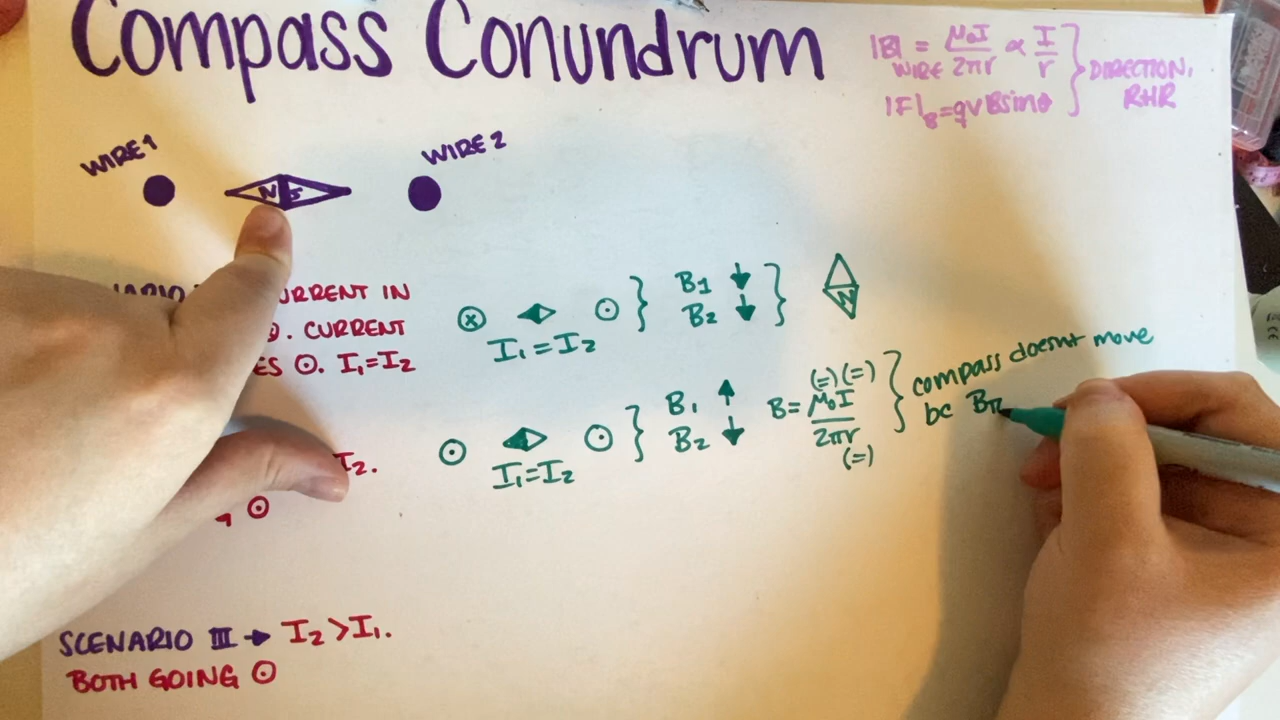 Compass Conundrum
|B| = μ₀I / 2πr ∝ I / r
WIRE
|F|_B = qvBsinθ
DIRECTION,
RHR
WIRE 1
WIRE 2
N S
URRENT IN
CURRENT
ES ⊙. I₁=I₂
⊗ ⊙ } B₁ ↓
B₂ ↓ }
I₁=I₂
N
I₂.
⊙
⊙ ⊙ } B₁ ↑
B₂ ↓
I₁=I₂
(=)(=)
B = μ₀I / 2πr
(=)
} compass doesnt move
bc B
SCENARIO III → I₂ >I₁.
BOTH GOING ⊙